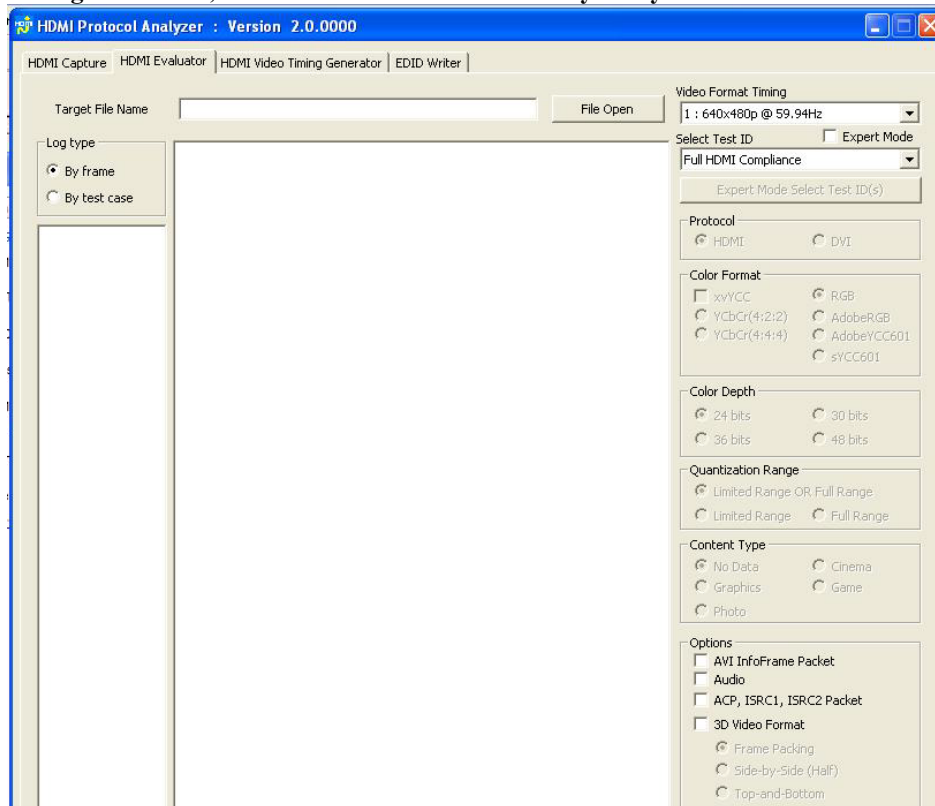 HDMI Protocol Analyzer : Version 2.0.0000
HDMI Capture HDMI Evaluator HDMI Video Timing Generator EDID Writer
Target File Name File Open
Video Format Timing
1 : 640x480p @ 59.94Hz
Select Test ID Expert Mode
Full HDMI Compliance
Expert Mode Select Test ID(s)
Log type
By frame
By test case
Protocol
HDMI DVI
Color Format
xvYCC RGB
YCbCr(4:2:2) AdobeRGB
YCbCr(4:4:4) AdobeYCC601
sYCC601
Color Depth
24 bits 30 bits
36 bits 48 bits
Quantization Range
Limited Range OR Full Range
Limited Range Full Range
Content Type
No Data Cinema
Graphics Game
Photo
Options
AVI InfoFrame Packet
Audio
ACP, ISRC1, ISRC2 Packet
3D Video Format
Frame Packing
Side-by-Side (Half)
Top-and-Bottom